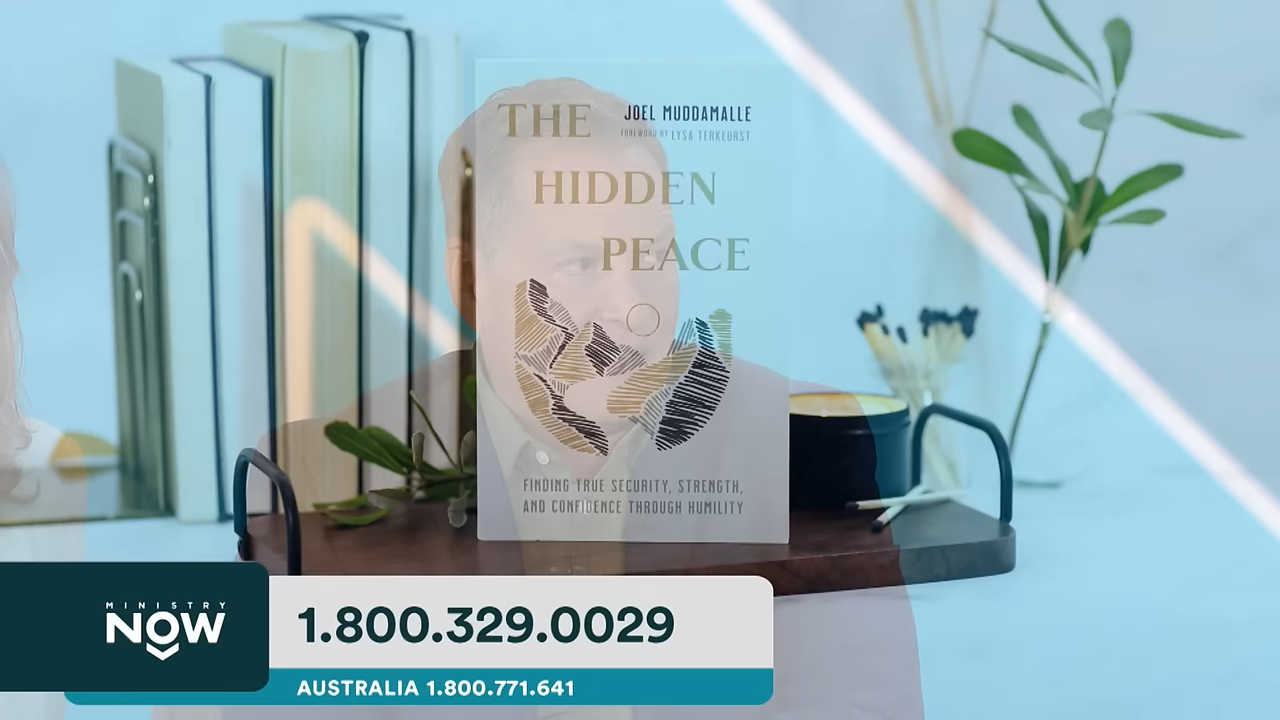 THE
JOEL MUDDAMALLE
FOREWORD BY LYSA TERKEURST
HIDDEN
PEACE
FINDING TRUE SECURITY, STRENGTH,
AND CONFIDENCE THROUGH HUMILITY
MINISTRY
NOW
1.800.329.0029
AUSTRALIA 1.800.771.641